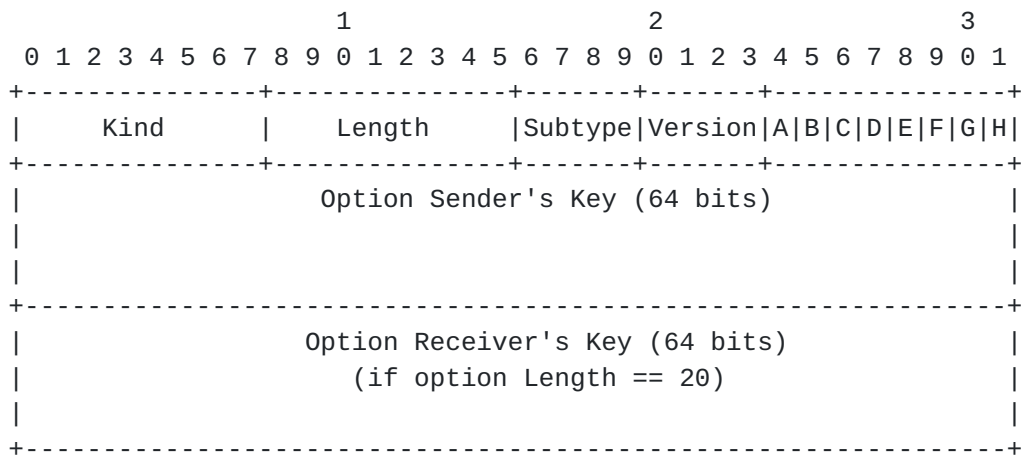 1                   2                   3
 0 1 2 3 4 5 6 7 8 9 0 1 2 3 4 5 6 7 8 9 0 1 2 3 4 5 6 7 8 9 0 1
+---------------+---------------+-------+-------+---------------+
|     Kind      |    Length     |Subtype|Version|A|B|C|D|E|F|G|H|
+---------------+---------------+-------+-------+---------------+
|                   Option Sender's Key (64 bits)               |
|                                                               |
|                                                               |
+---------------------------------------------------------------+
|                  Option Receiver's Key (64 bits)              |
|                     (if option Length == 20)                  |
|                                                               |
+---------------------------------------------------------------+